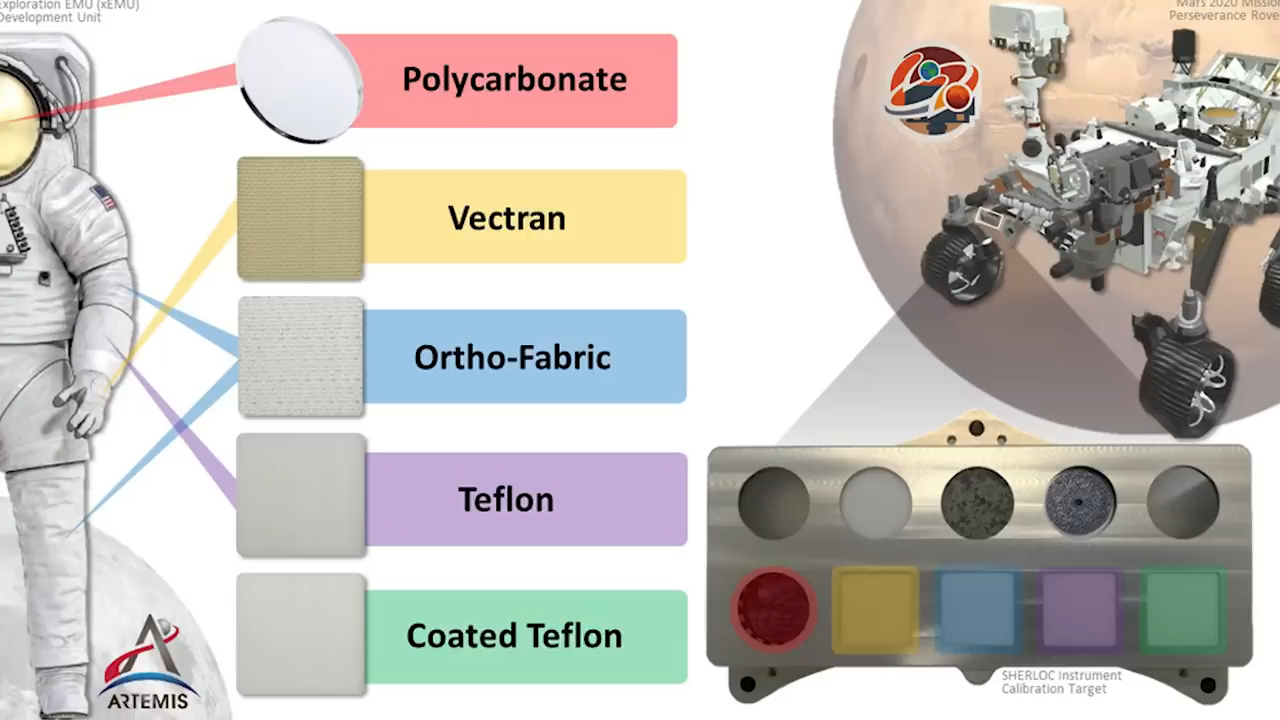 Exploration EMU (xEMU)
Development Unit
Mars 2020 Mission
Perseverance Rover
Polycarbonate
Vectran
Ortho-Fabric
Teflon
Coated Teflon
ARTEMIS
SHERLOC Instrument
Calibration Target